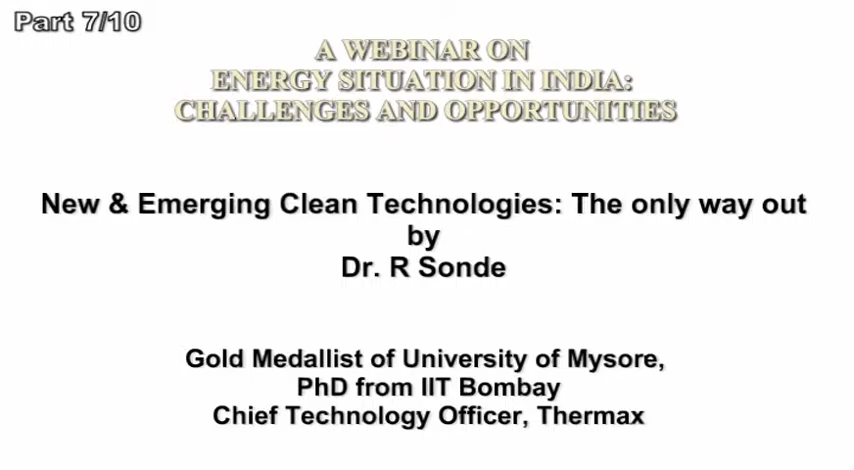 Part 7/10
A WEBINAR ON
ENERGY SITUATION IN INDIA:
CHALLENGES AND OPPORTUNITIES
New & Emerging Clean Technologies: The only way out
by
Dr. R Sonde
Gold Medallist of University of Mysore,
PhD from IIT Bombay
Chief Technology Officer, Thermax